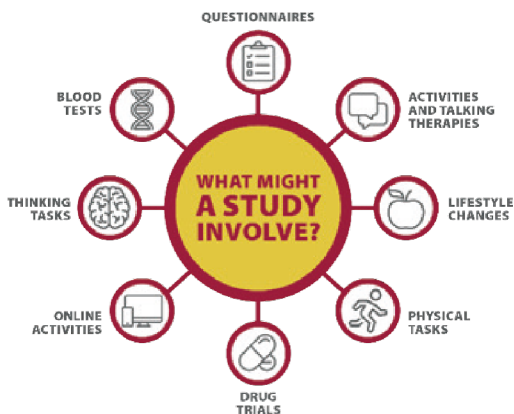 QUESTIONNAIRES
BLOOD
TESTS
ACTIVITIES
AND TALKING
THERAPIES
WHAT MIGHT
A STUDY
INVOLVE?
THINKING
TASKS
LIFESTYLE
CHANGES
ONLINE
ACTIVITIES
PHYSICAL
TASKS
DRUG
TRIALS